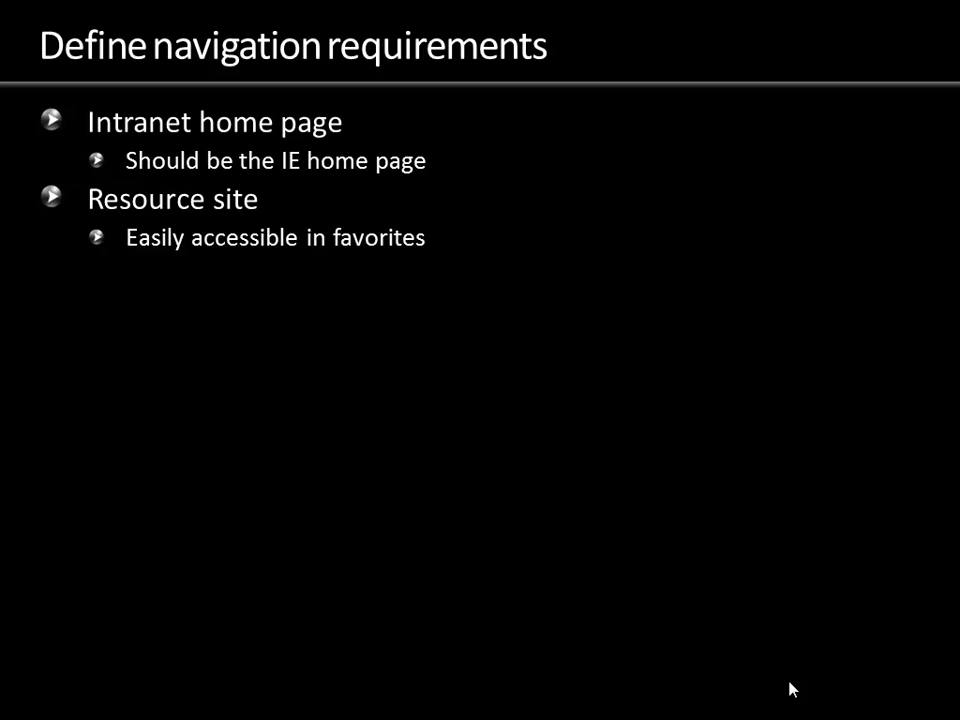 Define navigation requirements
Intranet home page
Should be the IE home page
Resource site
Easily accessible in favorites